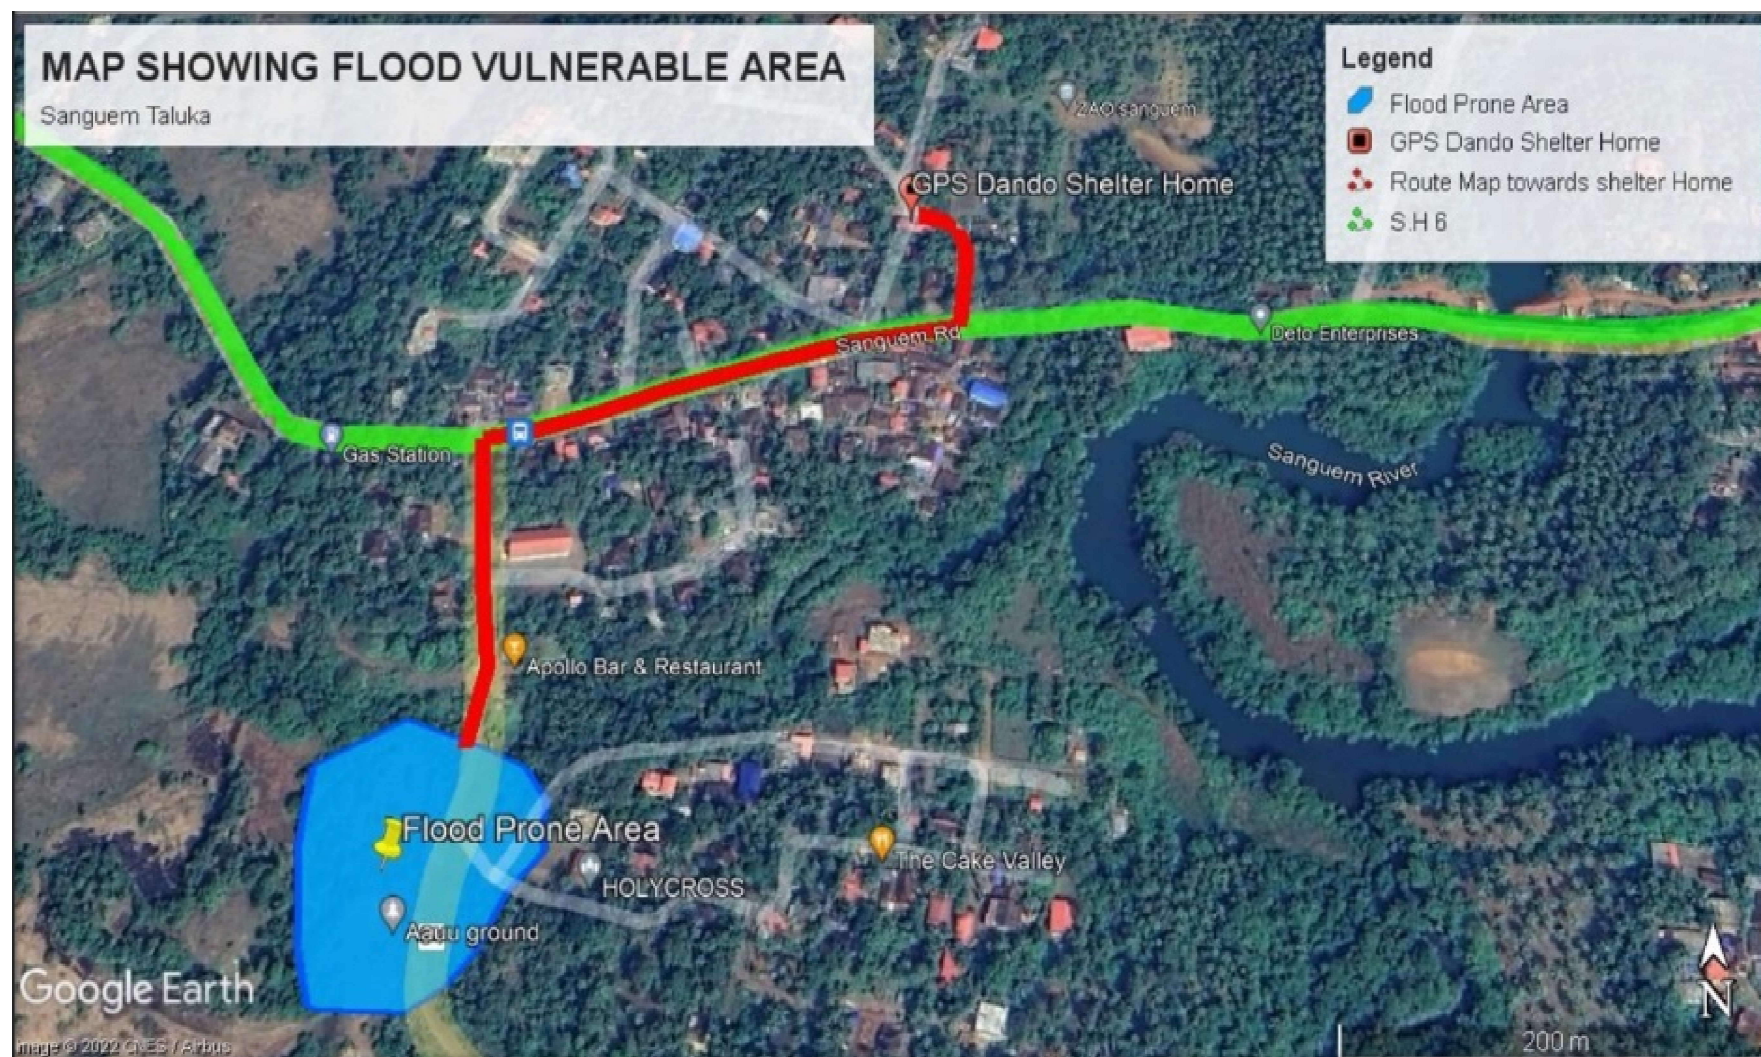 MAP SHOWING FLOOD VULNERABLE AREA
Sanguem Taluka
Legend
Flood Prone Area
GPS Dando Shelter Home
Route Map towards shelter Home
S.H 6
ZAO sanguem
GPS Dando Shelter Home
Sanguem Rd
Deto Enterprises
Gas Station
Sanguem River
Apollo Bar & Restaurant
Flood Prone Area
The Cake Valley
HOLYCROSS
ground
Google Earth
N
200 m
Image © 2022 CNES / Airbus